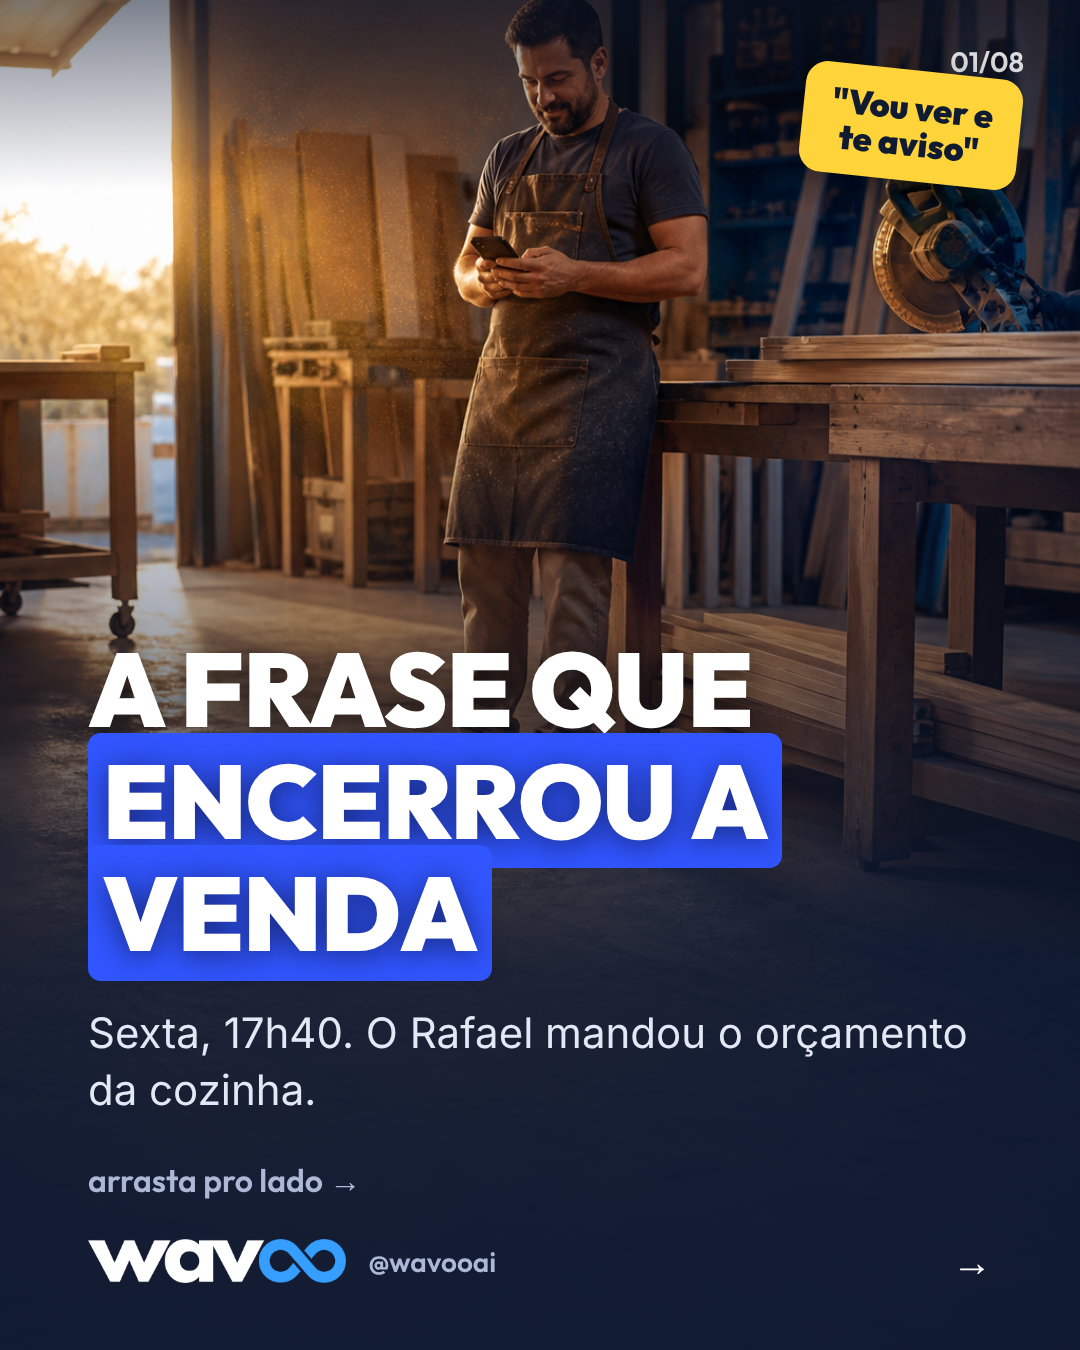 01/08
"Vou ver e
te aviso"
A FRASE QUE
ENCERROU A
VENDA
Sexta, 17h40. O Rafael mandou o orçamento
da cozinha.
arrasta pro lado →
wavoo @wavooai →